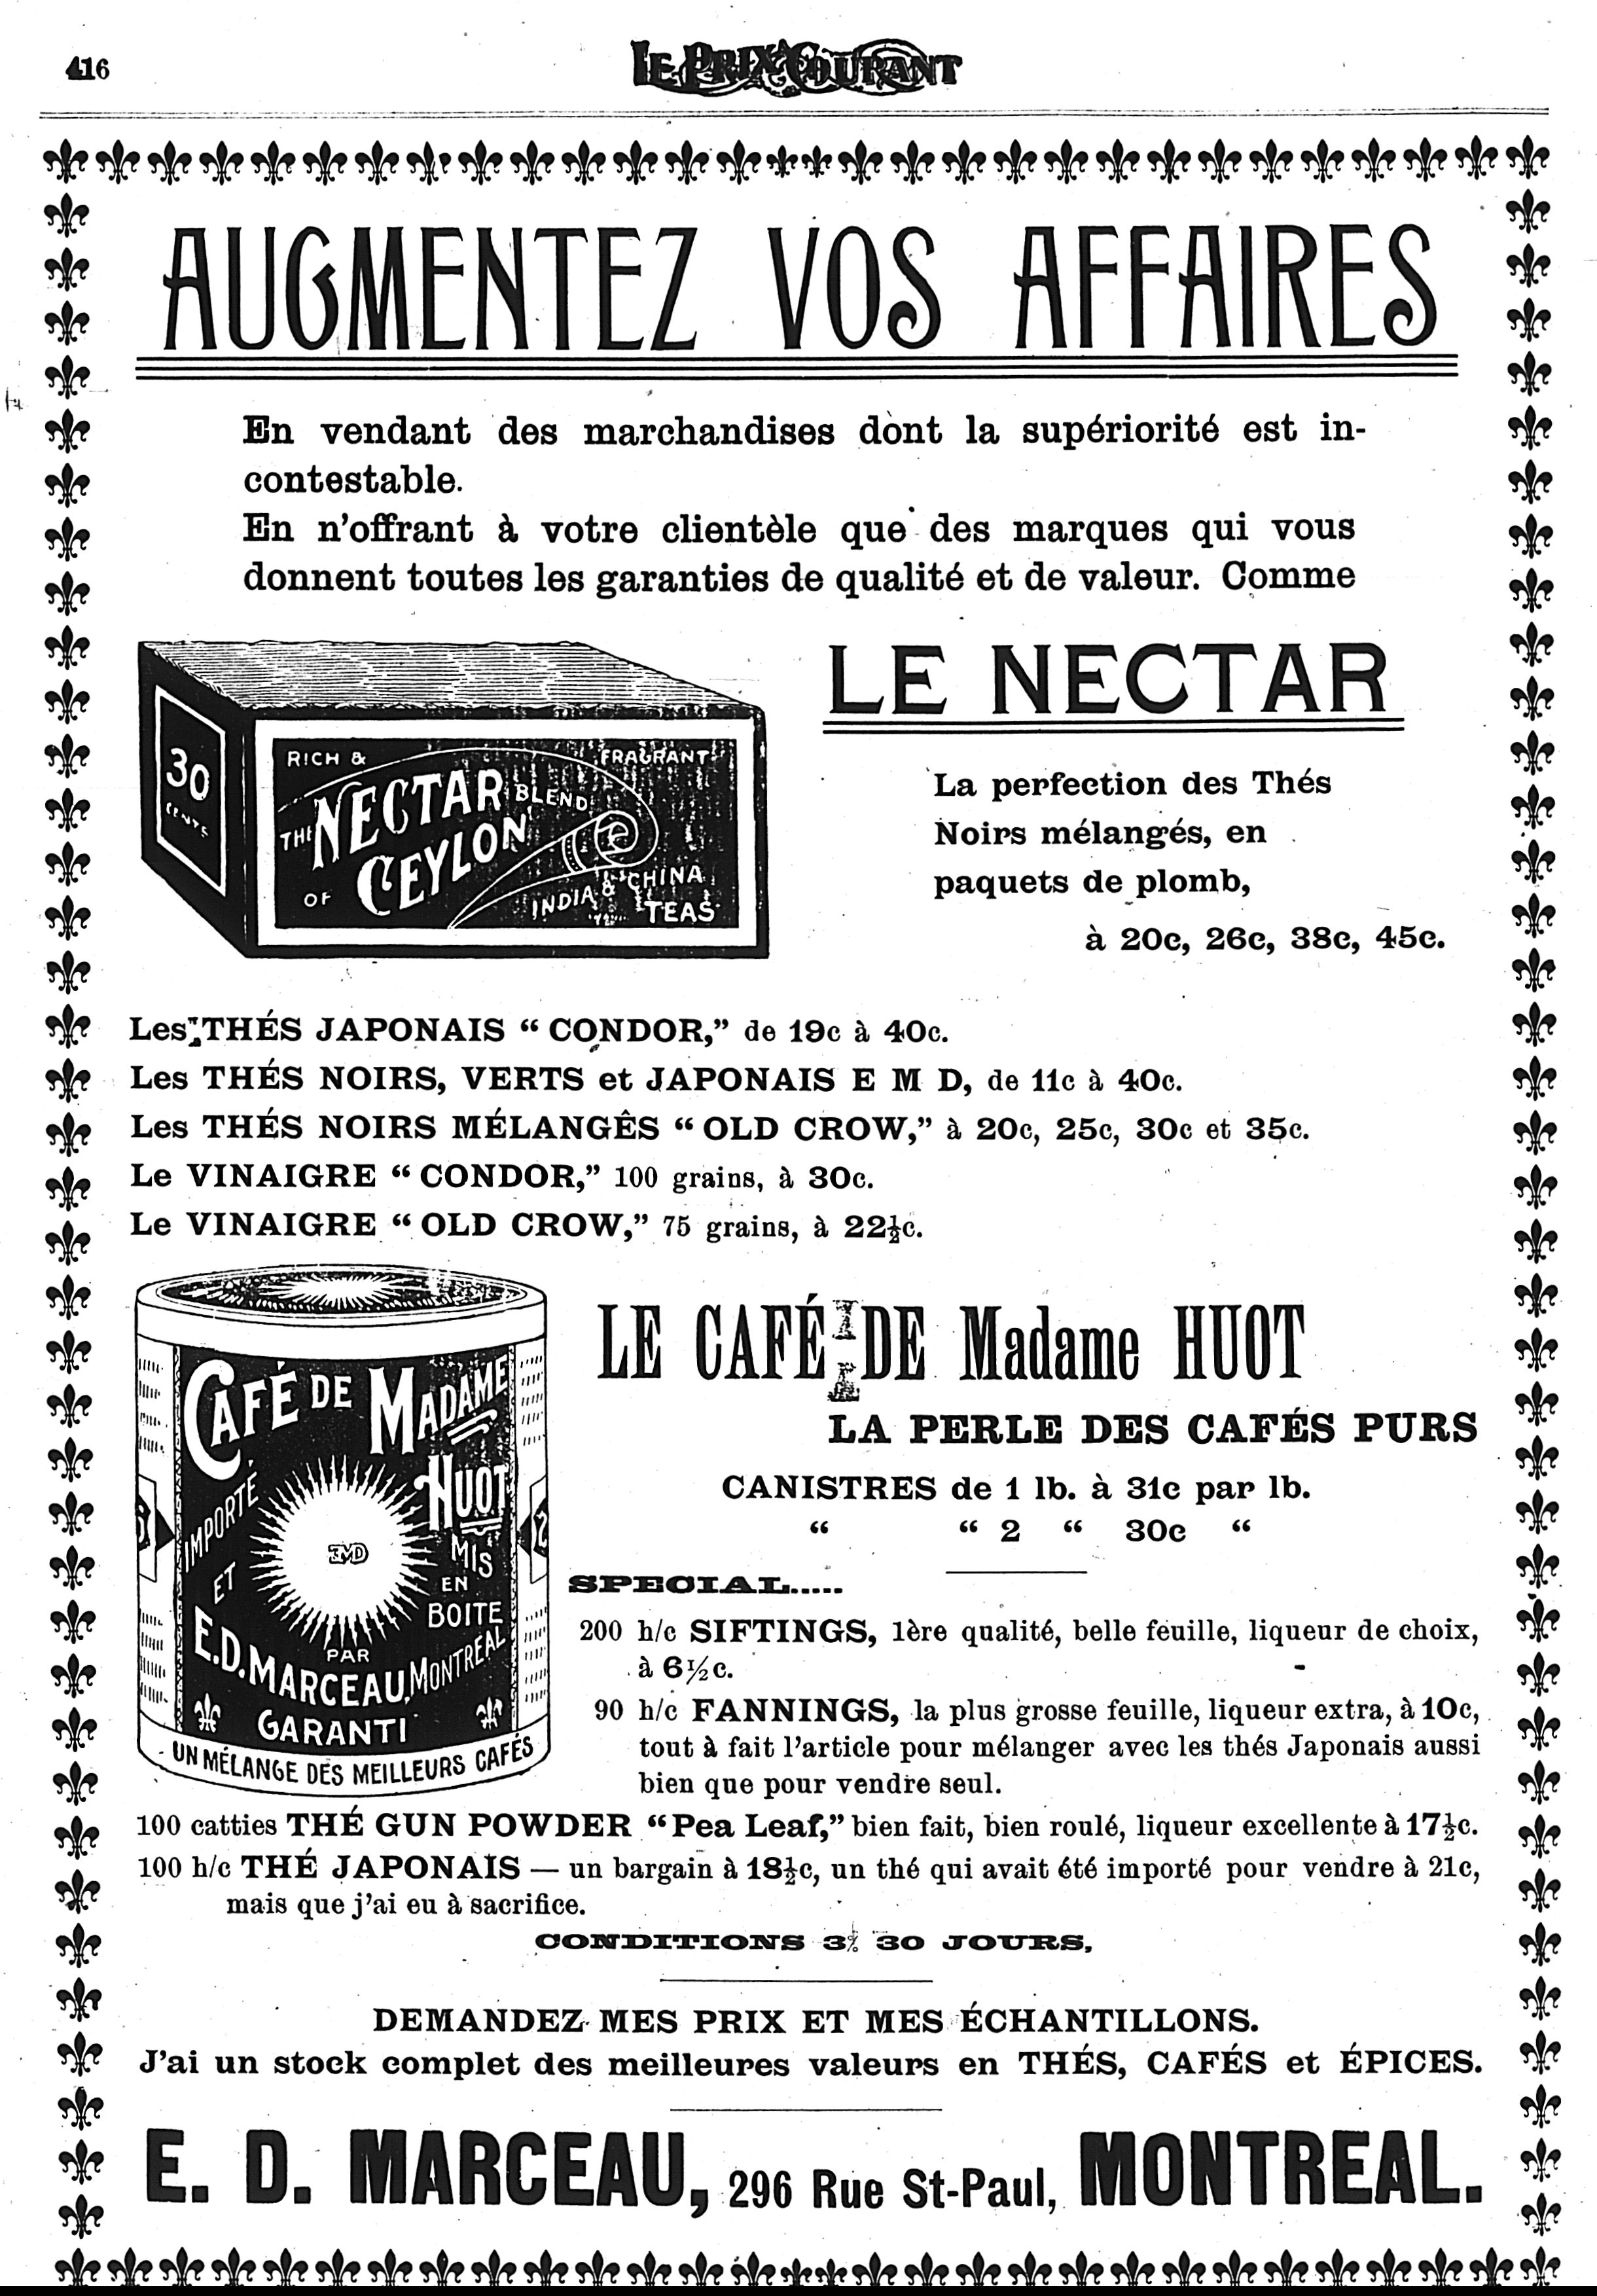 416
LE PRIX COURANT
AUGMENTEZ VOS AFFAIRES
En vendant des marchandises dont la supériorité est in-
contestable.
En n'offrant à votre clientèle que des marques qui vous
donnent toutes les garanties de qualité et de valeur. Comme
30
CENTS
RICH & FRAGRANT
THE NECTAR BLEND
OF CEYLON
INDIA & CHINA
TEAS
LE NECTAR
La perfection des Thés
Noirs mélangés, en
paquets de plomb,
à 20c, 26c, 38c, 45c.
Les THÉS JAPONAIS “ CONDOR,” de 19c à 40c.
Les THÉS NOIRS, VERTS et JAPONAIS E M D, de 11c à 40c.
Les THÉS NOIRS MÉLANGÊS “ OLD CROW,” à 20c, 25c, 30c et 35c.
Le VINAIGRE “ CONDOR,” 100 grains, à 30c.
Le VINAIGRE “ OLD CROW,” 75 grains, à 22½c.
CAFÉ DE MADAME
HUOT
IMPORTÉ
ET
EMD
MIS
EN
BOITE
PAR
E.D. MARCEAU, MONTRÉAL
GARANTI
UN MÉLANGE DES MEILLEURS CAFÉS
LE CAFÉ DE Madame HUOT
LA PERLE DES CAFÉS PURS
CANISTRES de 1 lb. à 31c par lb.
“ “ 2 “ 30c “
SPECIAL.....
200 h/c SIFTINGS, 1ère qualité, belle feuille, liqueur de choix,
à 6½c.
90 h/c FANNINGS, la plus grosse feuille, liqueur extra, à 10c,
tout à fait l'article pour mélanger avec les thés Japonais aussi
bien que pour vendre seul.
100 catties THÉ GUN POWDER “Pea Leaf,” bien fait, bien roulé, liqueur excellente à 17½c.
100 h/c THÉ JAPONAIS — un bargain à 18½c, un thé qui avait été importé pour vendre à 21c,
mais que j'ai eu à sacrifice.
CONDITIONS 3% 30 JOURS,
DEMANDEZ MES PRIX ET MES ÉCHANTILLONS.
J'ai un stock complet des meilleures valeurs en THÉS, CAFÉS et ÉPICES.
E. D. MARCEAU, 296 Rue St-Paul, MONTREAL.